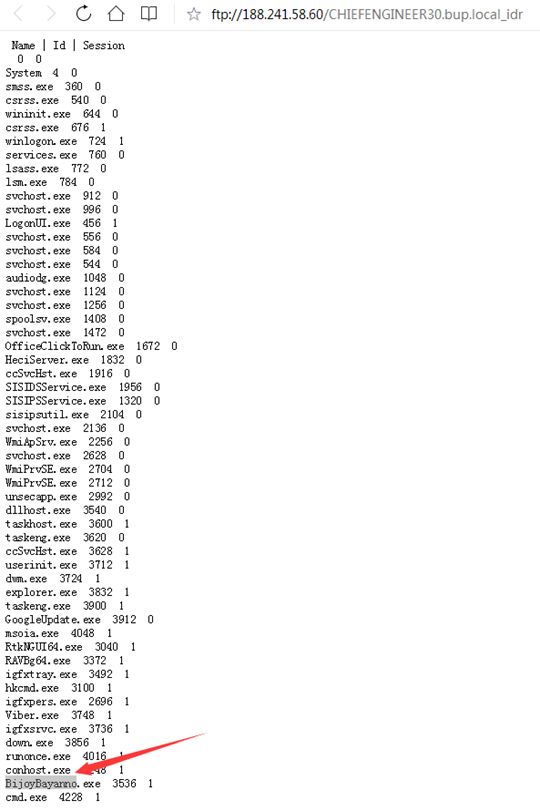 ftp://188.241.58.60/CHIEFENGINEER30.bup.local_idr
Name | Id | Session
0 0
System 4 0
smss.exe 360 0
csrss.exe 540 0
wininit.exe 644 0
csrss.exe 676 1
winlogon.exe 724 1
services.exe 760 0
lsass.exe 772 0
lsm.exe 784 0
svchost.exe 912 0
svchost.exe 996 0
LogonUI.exe 456 1
svchost.exe 556 0
svchost.exe 584 0
svchost.exe 544 0
audiodg.exe 1048 0
svchost.exe 1124 0
svchost.exe 1256 0
spoolsv.exe 1408 0
svchost.exe 1472 0
OfficeClickToRun.exe 1672 0
HeciServer.exe 1832 0
ccSvcHst.exe 1916 0
SISIDSService.exe 1956 0
SISIPSService.exe 1320 0
sisipsutil.exe 2104 0
svchost.exe 2136 0
WmiApSrv.exe 2256 0
svchost.exe 2628 0
WmiPrvSE.exe 2704 0
WmiPrvSE.exe 2712 0
unsecapp.exe 2992 0
dllhost.exe 3540 0
taskhost.exe 3600 1
taskeng.exe 3620 0
ccSvcHst.exe 3628 1
userinit.exe 3712 1
dwm.exe 3724 1
explorer.exe 3832 1
taskeng.exe 3900 1
GoogleUpdate.exe 3912 0
msoia.exe 4048 1
RtkNGUI64.exe 3040 1
RAVBg64.exe 3372 1
igfxtray.exe 3492 1
hkcmd.exe 3100 1
igfxpers.exe 2696 1
Viber.exe 3748 1
igfxsrvc.exe 3736 1
down.exe 3856 1
runonce.exe 4016 1
conhost.exe 1
BijoyBayanno.exe 3536 1
cmd.exe 4228 1